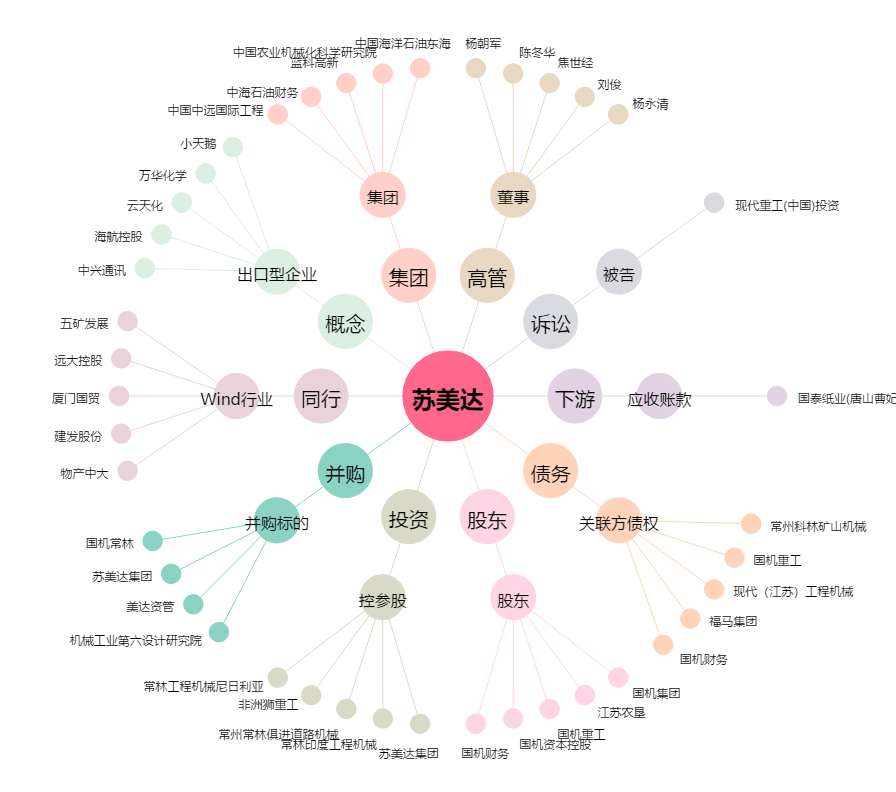 中国海洋石油东海
杨朝军
中国农业机械化科学研究院
陈冬华
蓝科高新
焦世经
中海石油财务
刘俊
中国中远国际工程
杨永清
小天鹅
万华化学
集团
董事
云天化
现代重工(中国)投资
海航控股
中兴通讯
出口型企业
集团
高管
被告
五矿发展
概念
诉讼
远大控股
厦门国贸
Wind行业
同行
苏美达
下游
应收账款
国泰纸业(唐山曹妃
建发股份
物产中大
并购
债务
并购标的
投资
股东
关联方债权
常州科林矿山机械
国机常林
国机重工
苏美达集团
现代（江苏）工程机械
美达资管
控参股
股东
福马集团
机械工业第六设计研究院
国机财务
常林工程机械尼日利亚
国机集团
非洲狮重工
江苏农垦
常州常林俱进道路机械
国机重工
常林印度工程机械
国机资本控股
苏美达集团
国机财务